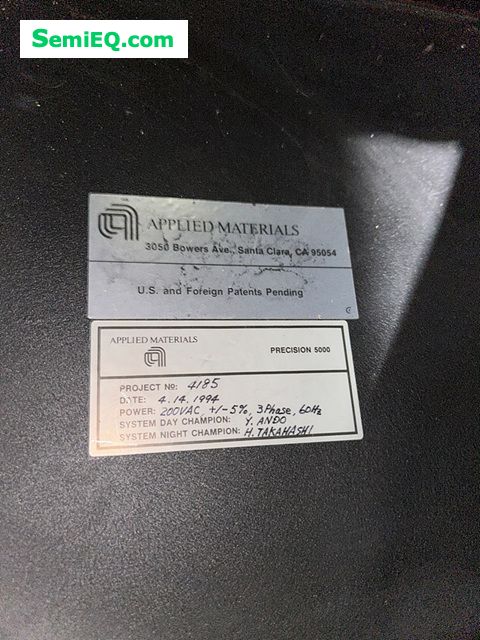 SemiEQ.com
APPLIED MATERIALS
3050 Bowers Ave., Santa Clara, CA 95054
U.S. and Foreign Patents Pending
APPLIED MATERIALS
PRECISION 5000
PROJECT NO: 4185
DATE: 4.14.1994
POWER: 200VAC, +/-5%, 3Phase, 60Hz
SYSTEM DAY CHAMPION: Y. ANDO
SYSTEM NIGHT CHAMPION: H. TAKAHASHI